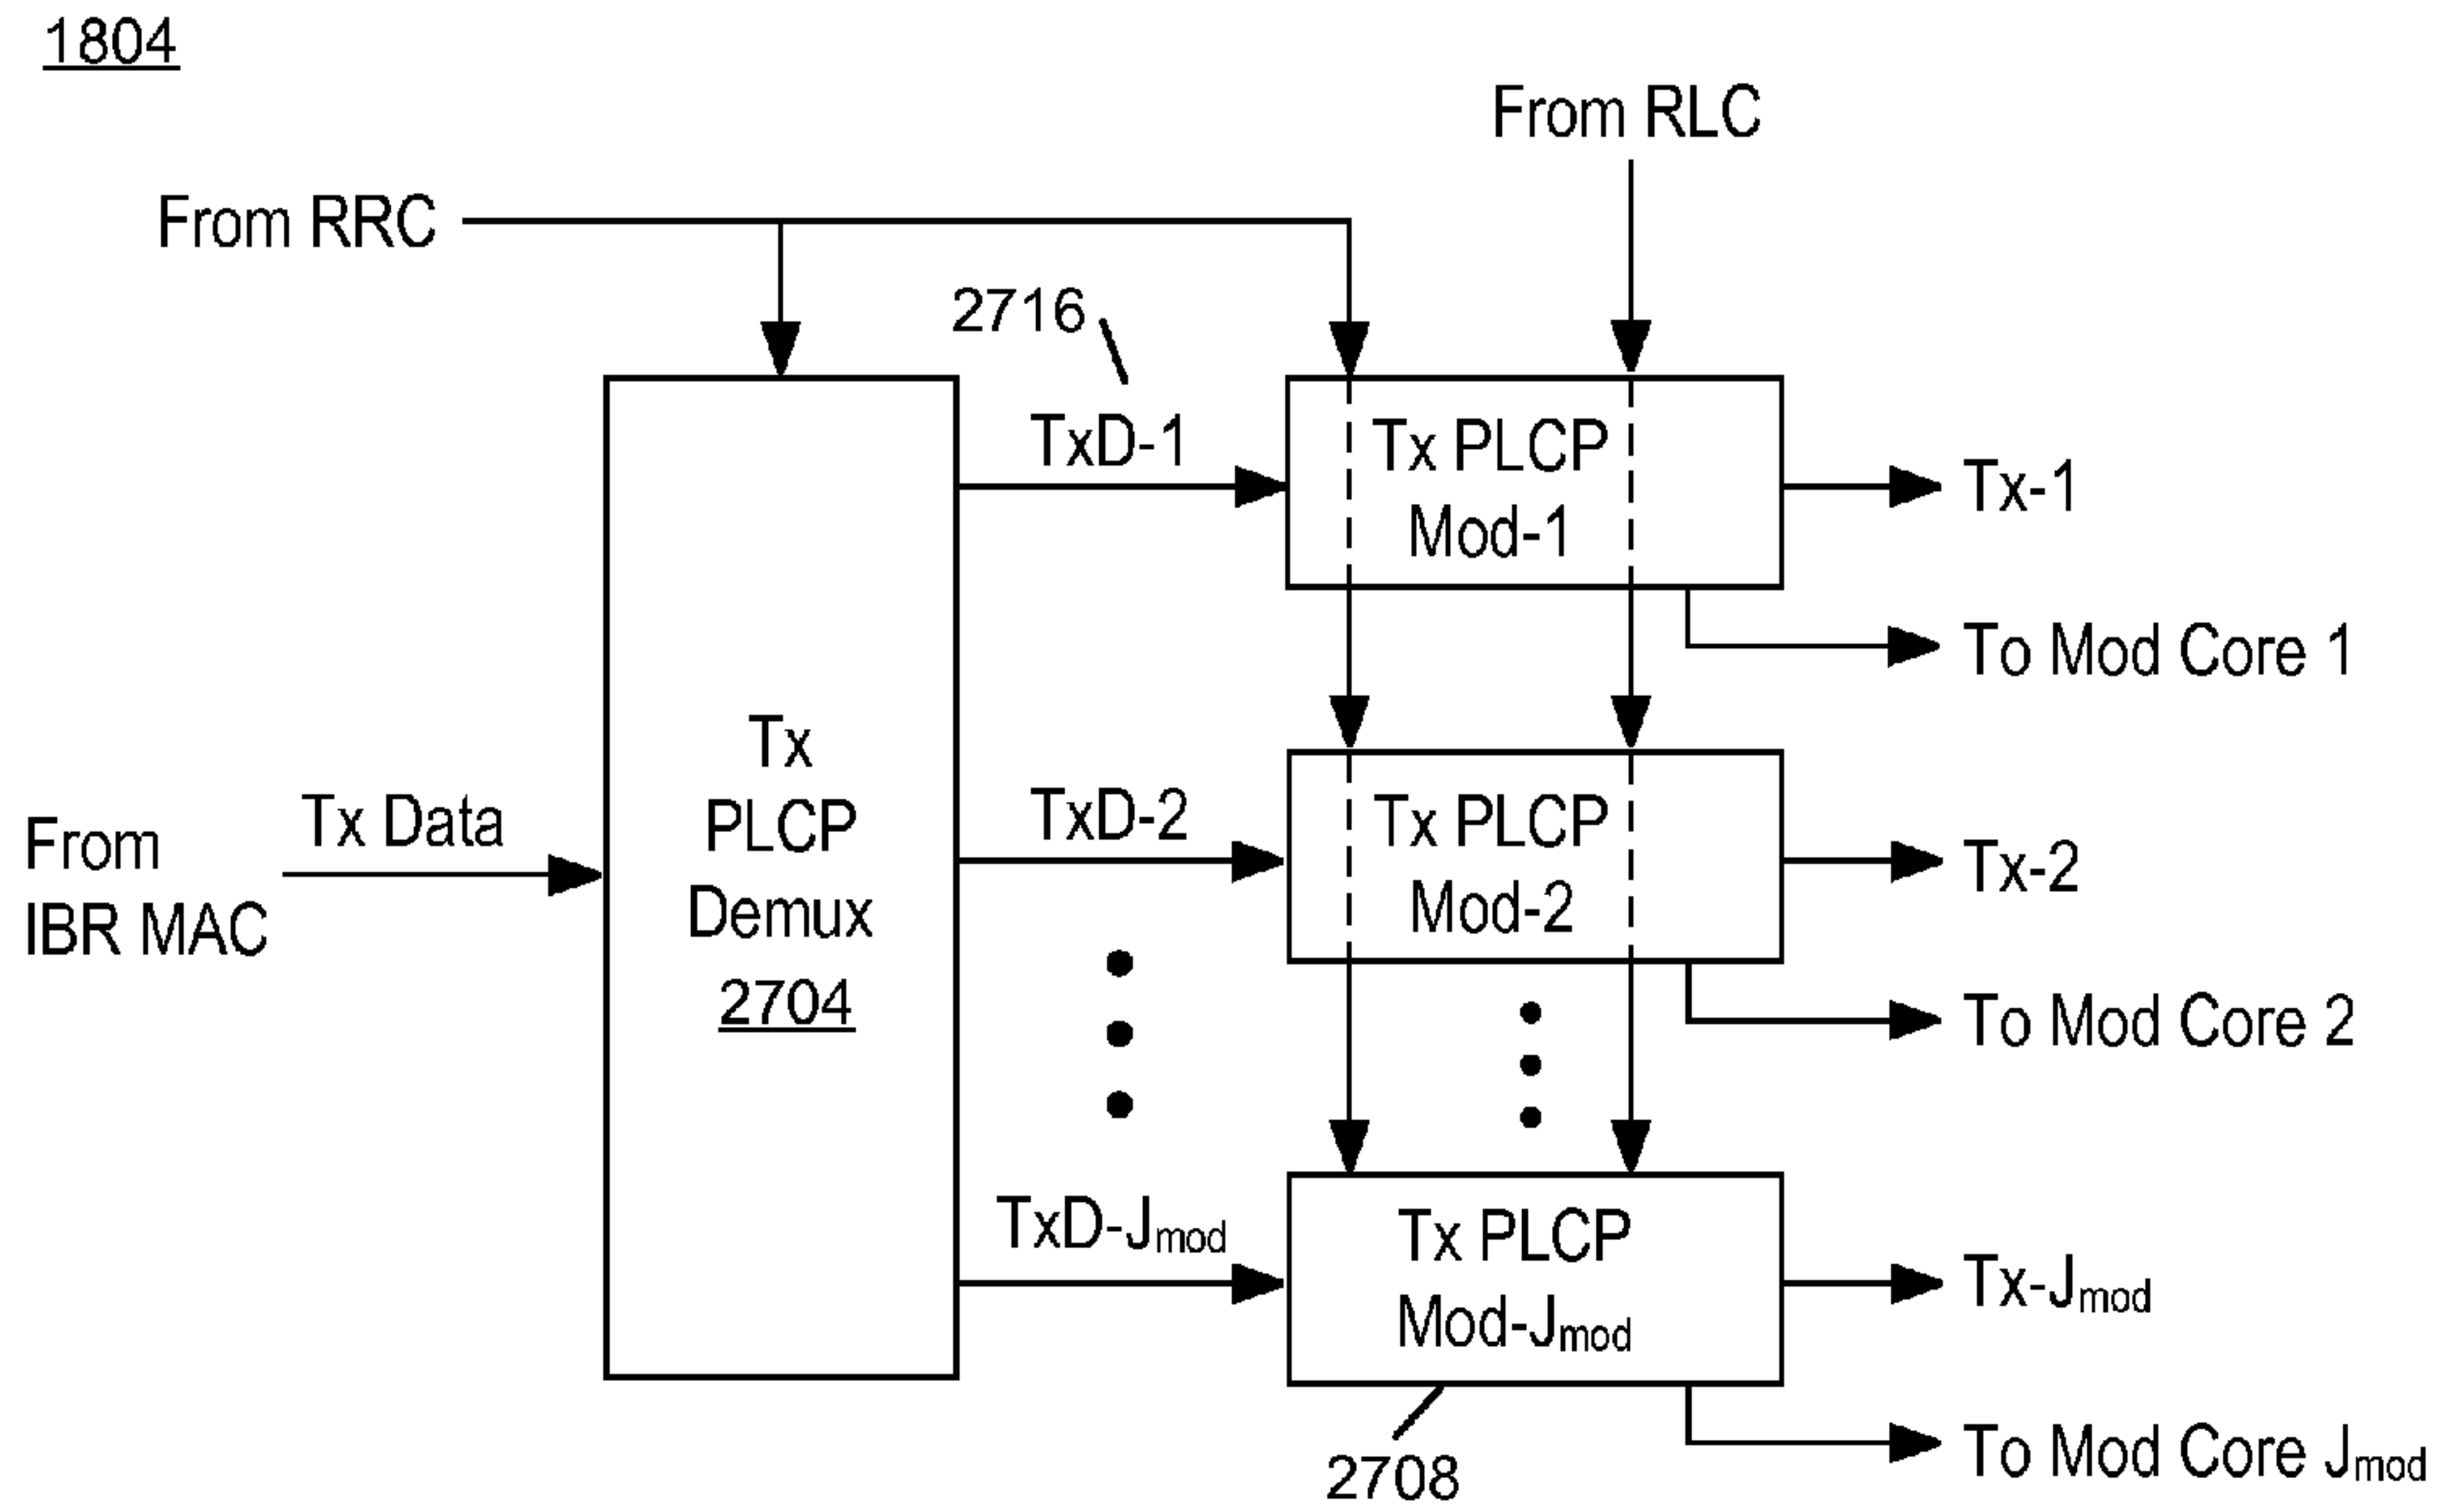 1804
From RLC
From RRC
2716
TxD-1
Tx PLCP
Mod-1
Tx-1
To Mod Core 1
Tx
PLCP
Demux
2704
From
IBR MAC
Tx Data
TxD-2
Tx PLCP
Mod-2
Tx-2
To Mod Core 2
TxD-Jmod
Tx PLCP
Mod-Jmod
Tx-Jmod
To Mod Core Jmod
2708